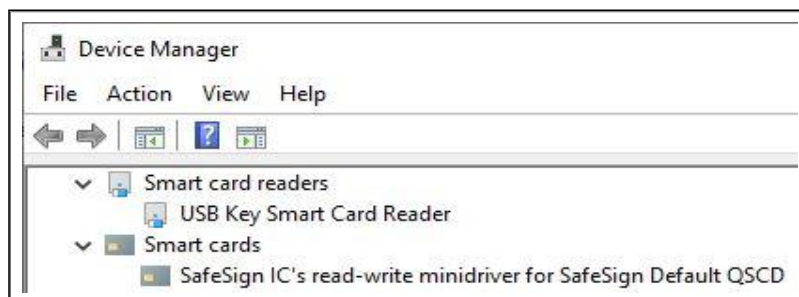 Device Manager
File Action View Help
Smart card readers
USB Key Smart Card Reader
Smart cards
SafeSign IC's read-write minidriver for SafeSign Default QSCD